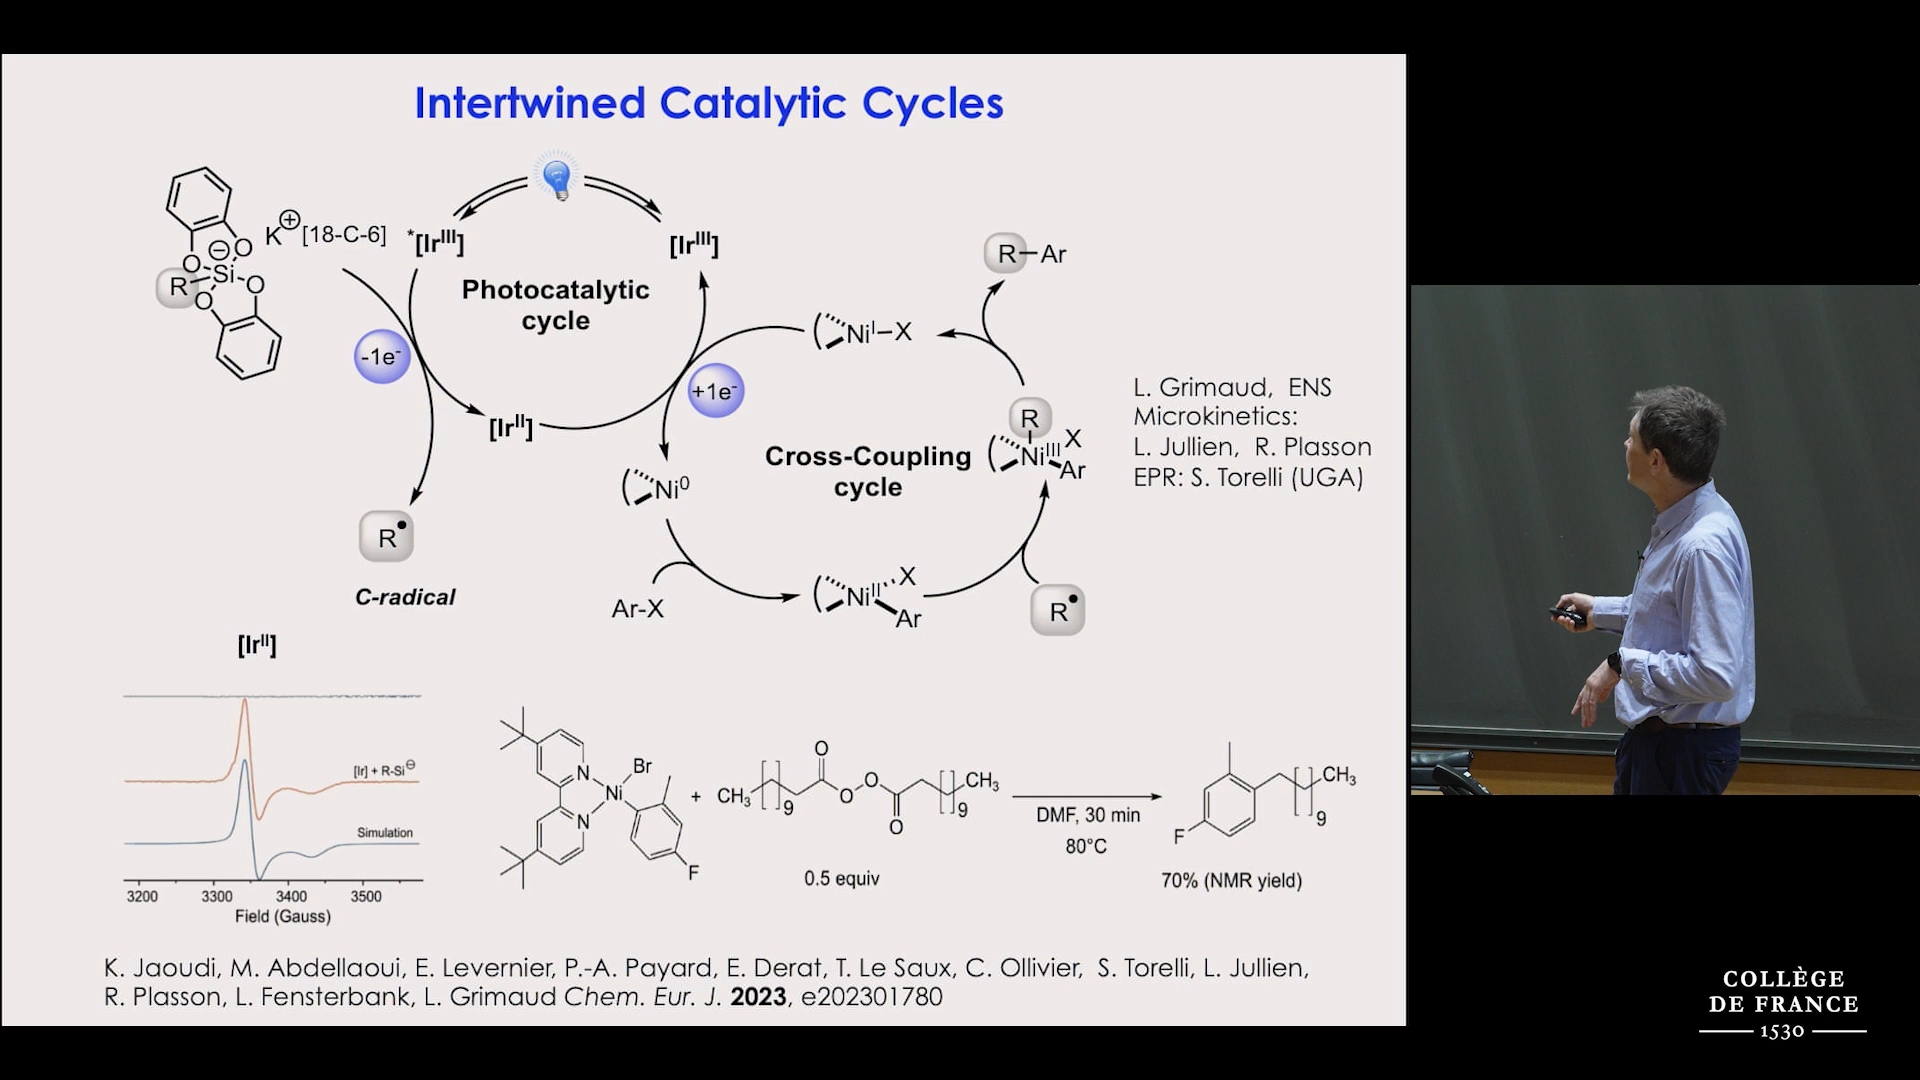 Intertwined Catalytic Cycles
K⊕[18-C-6]
*[Irᴵᴵᴵ]
[Irᴵᴵᴵ]
O
⊖
O
Si
R
O
O
Photocatalytic
cycle
-1e⁻
+1e⁻
[Irᴵᴵ]
R•
C-radical
R–Ar
Niᴵ–X
R
X
Niᴵᴵᴵ
Ar
Cross-Coupling
cycle
Ni⁰
Ar-X
X
Niᴵᴵ
Ar
R•
L. Grimaud, ENS
Microkinetics:
L. Jullien, R. Plasson
EPR: S. Torelli (UGA)
[Irᴵᴵ]
[Ir] + R-Si⊖
Simulation
3200 3300 3400 3500
Field (Gauss)
N
Br
Ni
N
F
+
CH₃
9
O
O
O
O
9
CH₃
0.5 equiv
DMF, 30 min
80°C
CH₃
9
F
70% (NMR yield)
K. Jaoudi, M. Abdellaoui, E. Levernier, P.-A. Payard, E. Derat, T. Le Saux, C. Ollivier, S. Torelli, L. Jullien,
R. Plasson, L. Fensterbank, L. Grimaud Chem. Eur. J. 2023, e202301780
COLLÈGE
DE FRANCE
1530